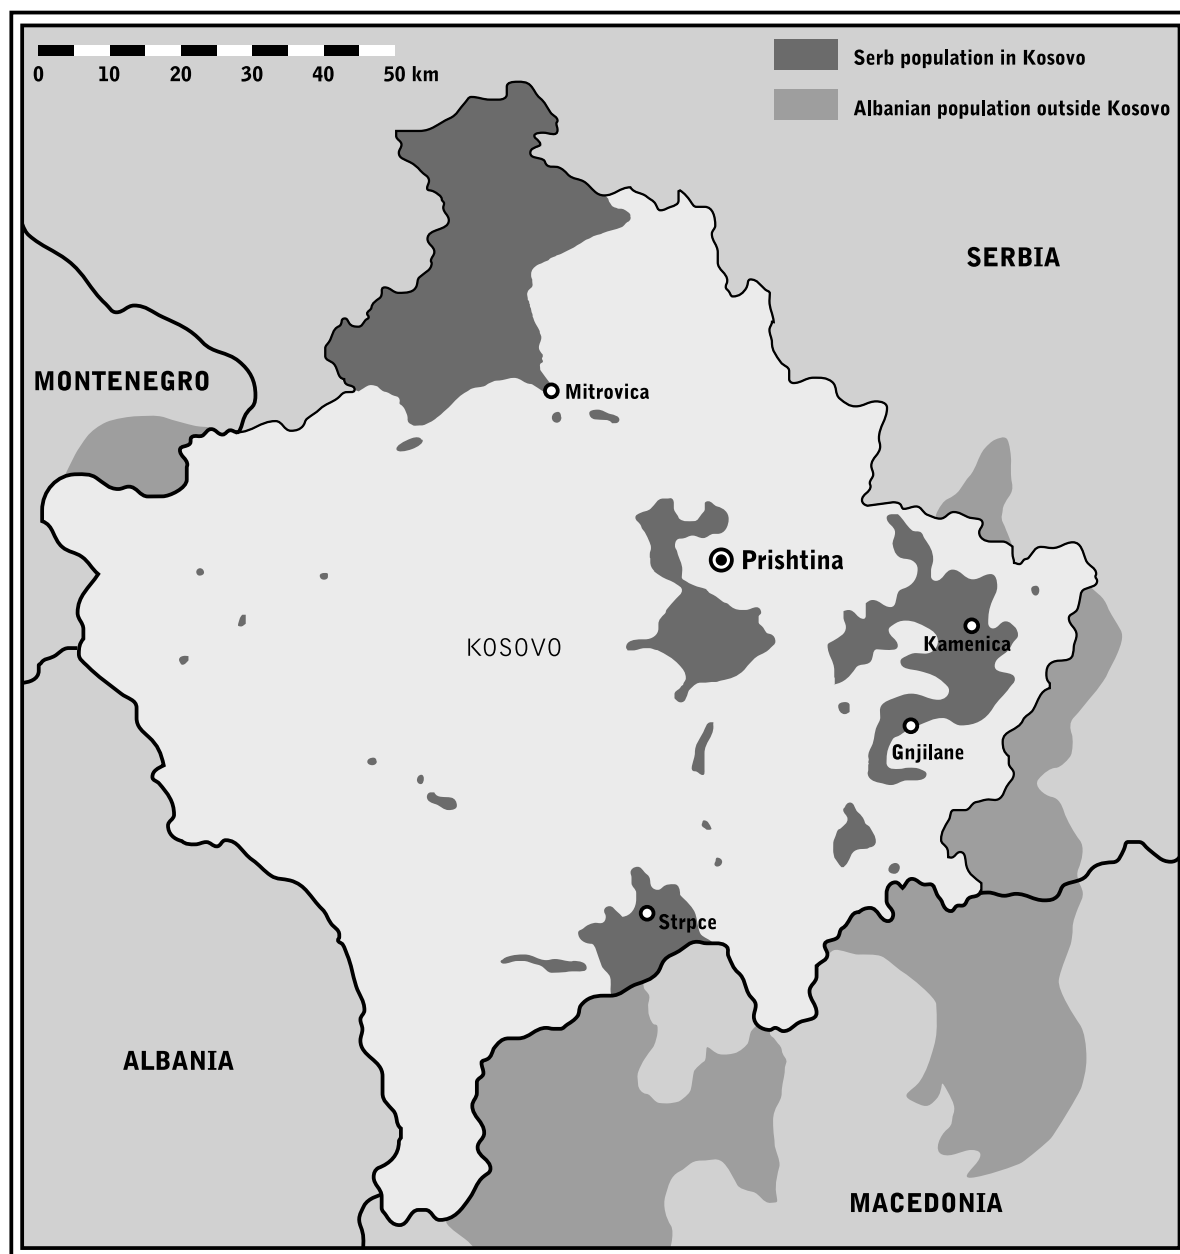 Serb population in Kosovo
0 10 20 30 40 50 km
Albanian population outside Kosovo
SERBIA
MONTENEGRO
Mitrovica
Prishtina
KOSOVO
Kamenica
Gnjilane
Strpce
ALBANIA
MACEDONIA